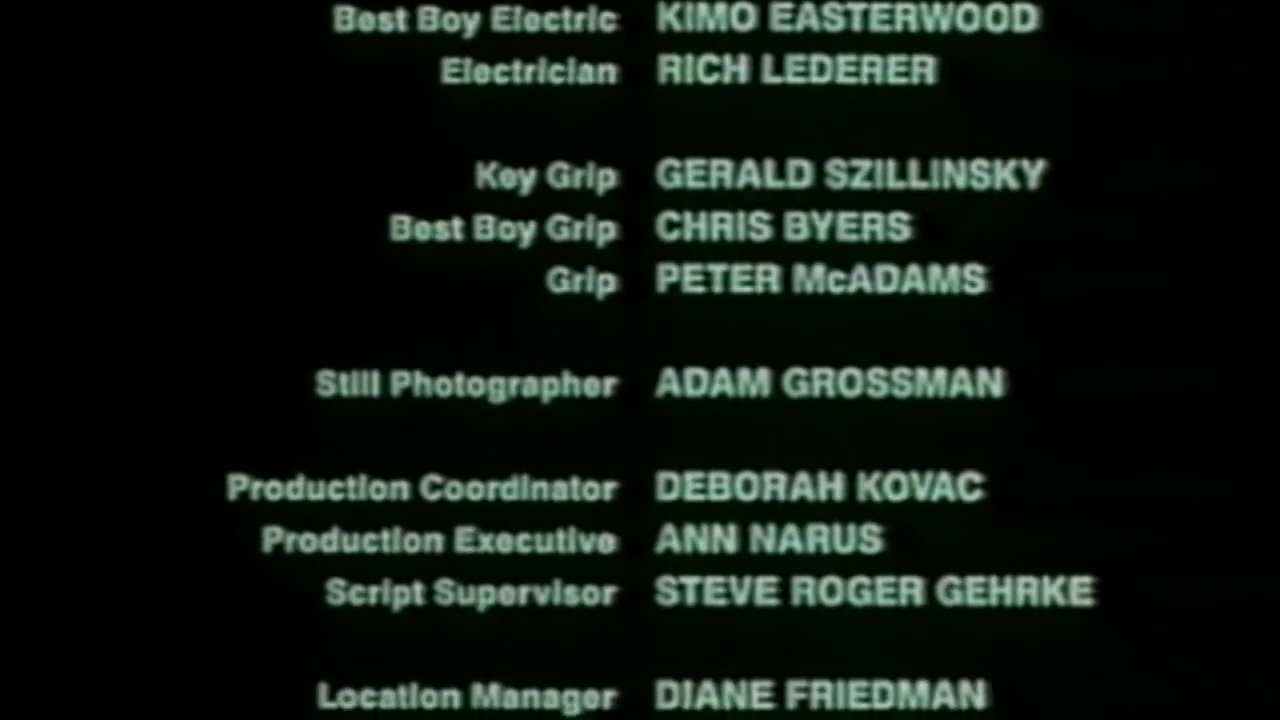 Best Boy Electric KIMO EASTERWOOD
Electrician RICH LEDERER
Key Grip GERALD SZILLINSKY
Best Boy Grip CHRIS BYERS
Grip PETER McADAMS
Still Photographer ADAM GROSSMAN
Production Coordinator DEBORAH KOVAC
Production Executive ANN NARUS
Script Supervisor STEVE ROGER GEHRKE
Location Manager DIANE FRIEDMAN